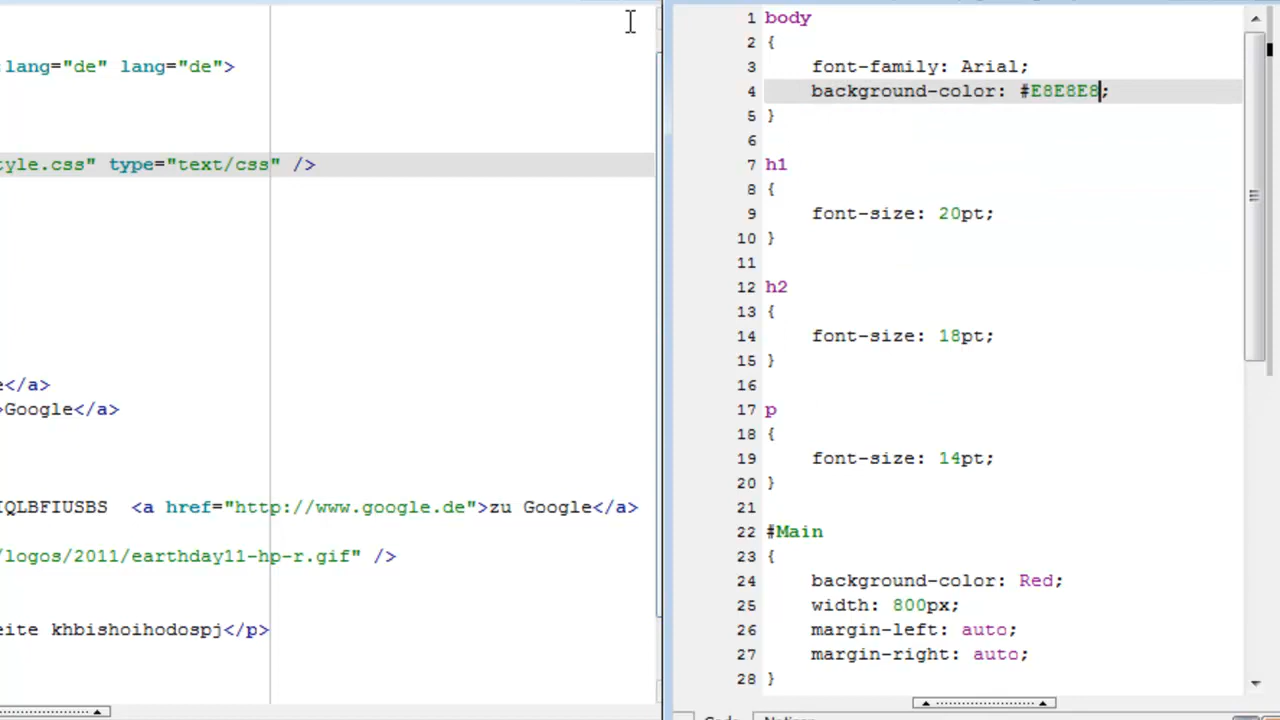 :lang="de" lang="de">
tyle.css" type="text/css" />
e</a>
>Google</a>
IQLBFIUSBS <a href="http://www.google.de">zu Google</a>
/logos/2011/earthday11-hp-r.gif" />
eite khbishoihodospj</p>
1 body
2 {
3 font-family: Arial;
4 background-color: #E8E8E8;
5 }
6
7 h1
8 {
9 font-size: 20pt;
10 }
11
12 h2
13 {
14 font-size: 18pt;
15 }
16
17 p
18 {
19 font-size: 14pt;
20 }
21
22 #Main
23 {
24 background-color: Red;
25 width: 800px;
26 margin-left: auto;
27 margin-right: auto;
28 }